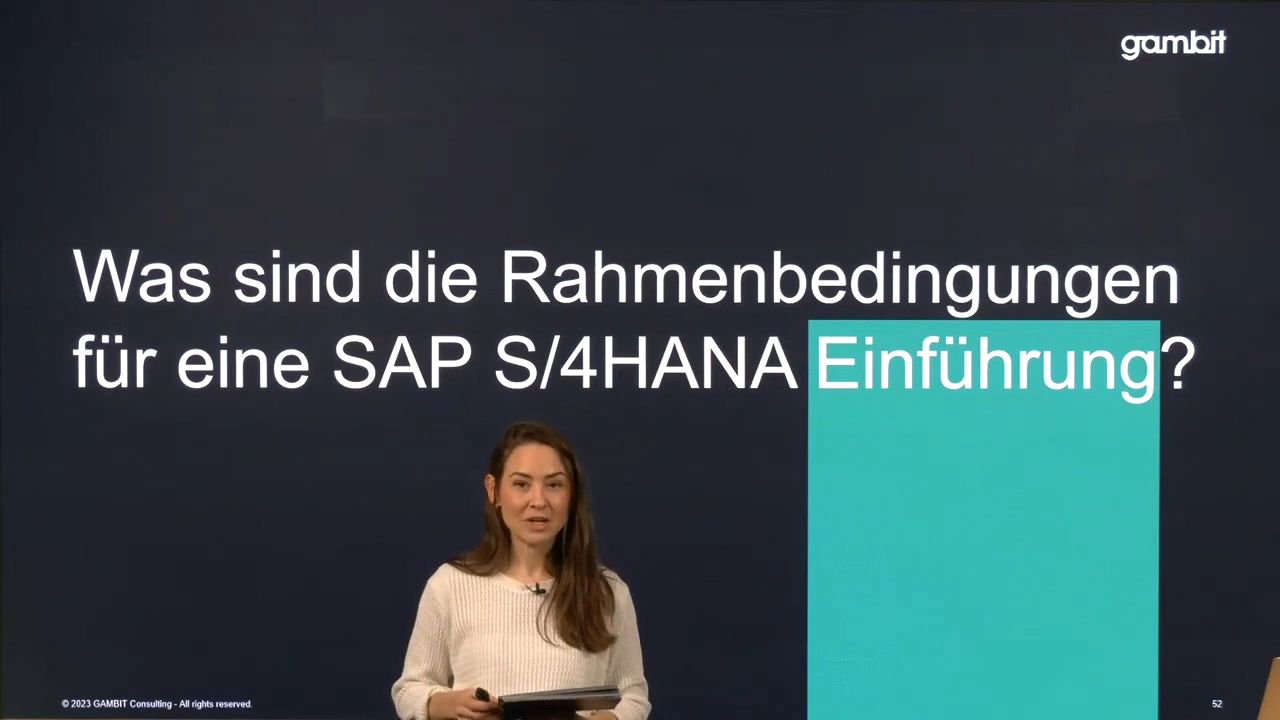 gambit
Was sind die Rahmenbedingungen
für eine SAP S/4HANA Einführung?
© 2023 GAMBIT Consulting - All rights reserved.
52